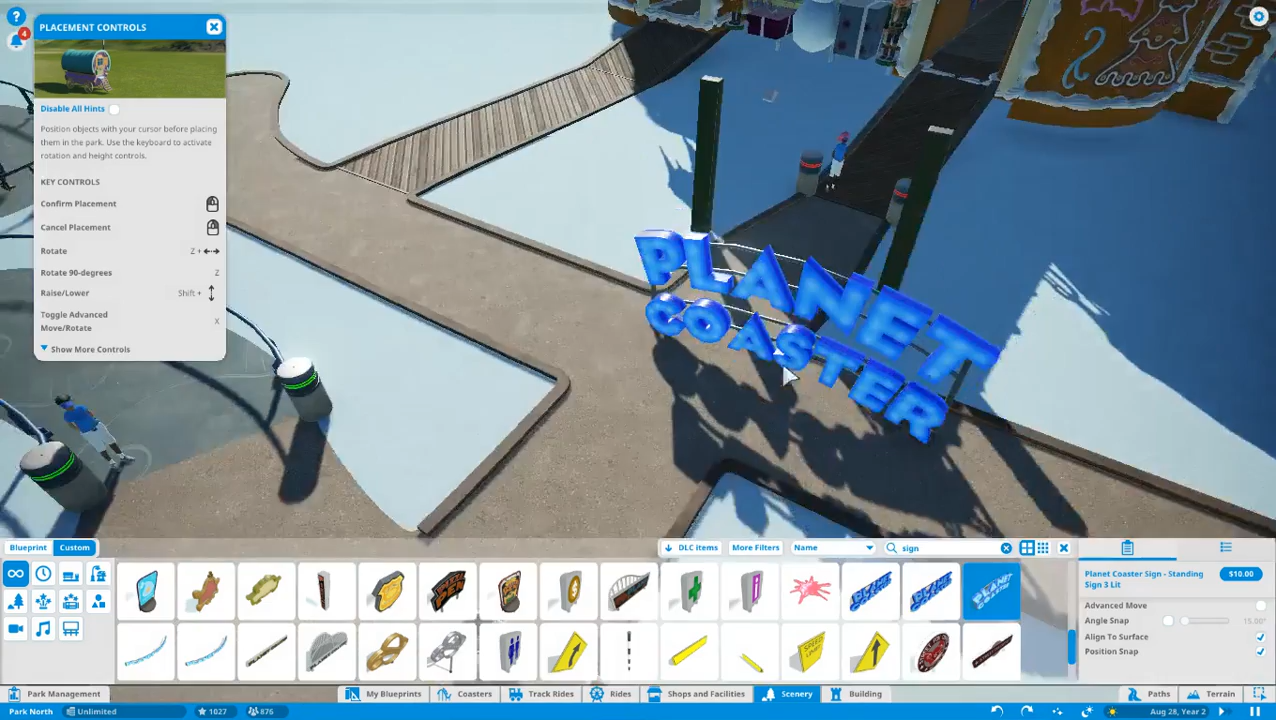 ?
4
PLACEMENT CONTROLS
Disable All Hints
Position objects with your cursor before placing
them in the park. Use the keyboard to activate
rotation and height controls.
KEY CONTROLS
Confirm Placement
Cancel Placement
Rotate Z +
Rotate 90-degrees Z
Raise/Lower Shift +
Toggle Advanced
Move/Rotate X
Show More Controls
PLANET
COASTER
Blueprint Custom DLC items More Filters Name sign
Planet Coaster Sign - Standing
Sign 3 Lit $10.00
Advanced Move
Angle Snap 15.00°
Align To Surface
Position Snap
SPEED
LIMIT
Park Management My Blueprints Coasters Track Rides Rides Shops and Facilities Scenery Building Paths Terrain
Park North Unlimited 1027 876 Aug 28, Year 2